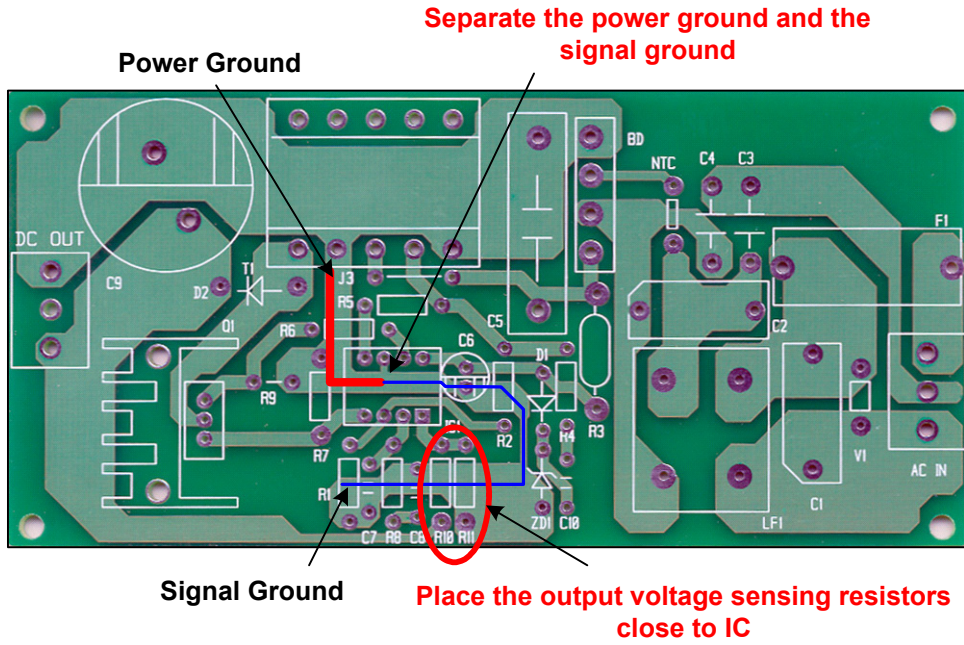 Separate the power ground and the
signal ground
Power Ground
BD
NTC
C4
C3
F1
DC OUT
C9
T1
D2
J3
R5
Q1
R6
C5
C2
C6
D1
R9
IC1
R2
R4
R3
R7
R1
V1
AC IN
C1
C7
R8
C8
R10
R11
ZD1
C10
LF1
Signal Ground
Place the output voltage sensing resistors
close to IC